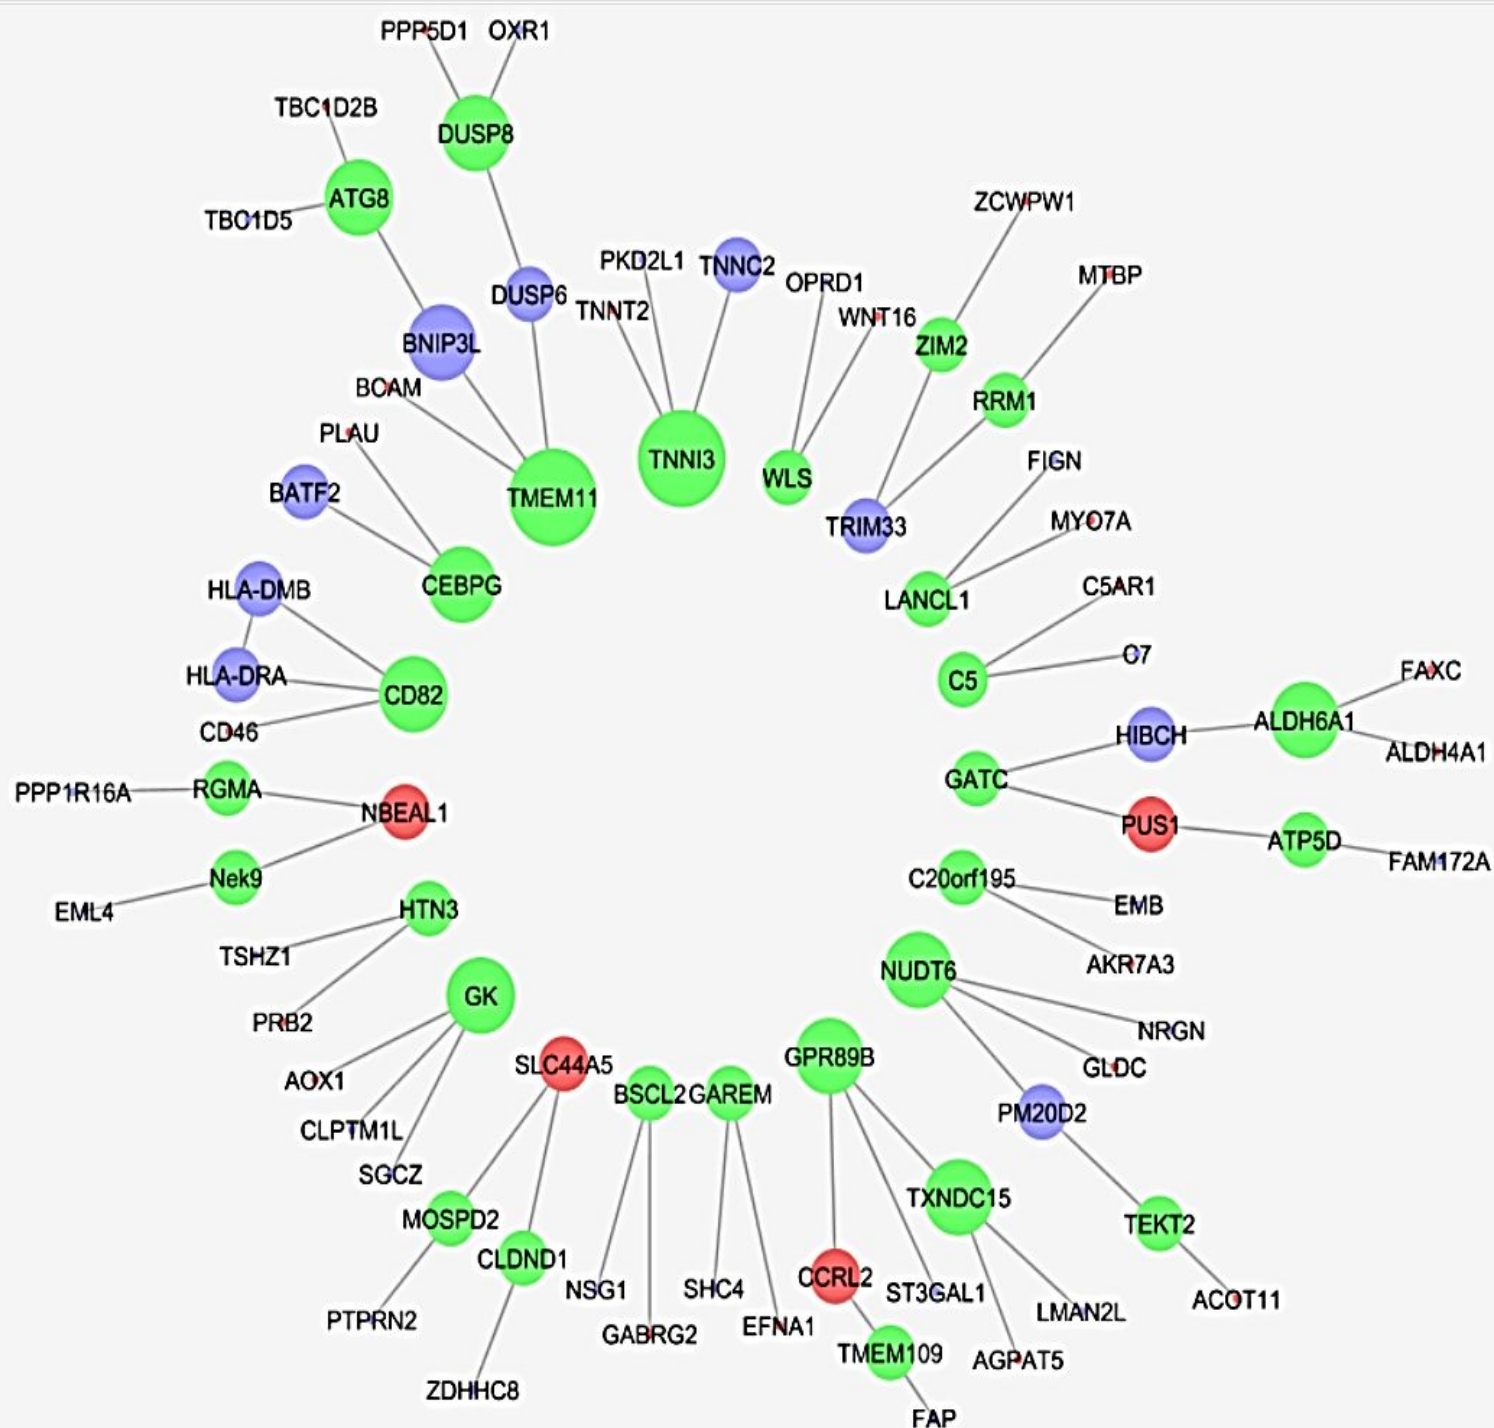 PPP5D1
OXR1
TBC1D2B
DUSP8
ATG8
TBC1D5
ZCWPW1
PKD2L1
TNNC2
MTBP
OPRD1
DUSP6
TNNT2
WNT16
BNIP3L
ZIM2
BCAM
RRM1
PLAU
TNNI3
FIGN
WLS
BATF2
TMEM11
MYO7A
TRIM33
CEBPG
C5AR1
HLA-DMB
LANCL1
C7
FAXC
HLA-DRA
C5
CD82
ALDH6A1
CD46
HIBCH
ALDH4A1
GATC
RGMA
PPP1R16A
NBEAL1
PUS1
ATP5D
FAM172A
Nek9
C20orf195
EMB
HTN3
EML4
TSHZ1
AKR7A3
NUDT6
GK
PRB2
NRGN
GPR89B
SLC44A5
GLDC
AOX1
BSCL2
GAREM
PM20D2
CLPTM1L
SGCZ
TXNDC15
MOSPD2
TEKT2
CLDND1
CCRL2
NSG1
SHC4
ST3GAL1
ACOT11
LMAN2L
PTPRN2
EFNA1
GABRG2
TMEM109
AGPAT5
ZDHHC8
FAP